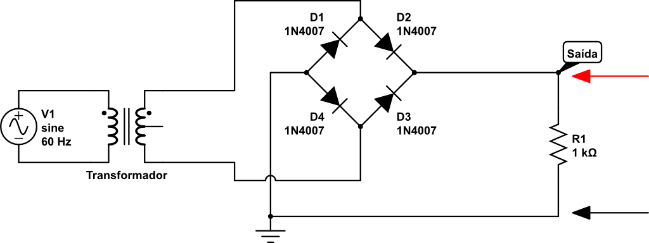 D1
1N4007
D2
1N4007
Saída
V1
sine
60 Hz
D4
1N4007
D3
1N4007
R1
1 kΩ
Transformador